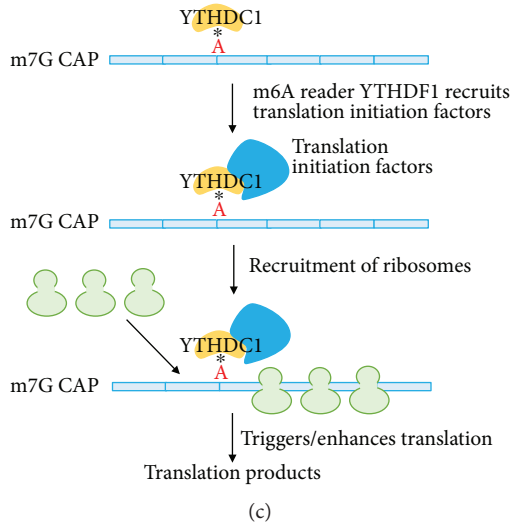 YTHDC1
*
A
m7G CAP
m6A reader YTHDF1 recruits
translation initiation factors
Translation
initiation factors
YTHDC1
*
A
m7G CAP
Recruitment of ribosomes
YTHDC1
*
A
m7G CAP
Triggers/enhances translation
Translation products
(c)